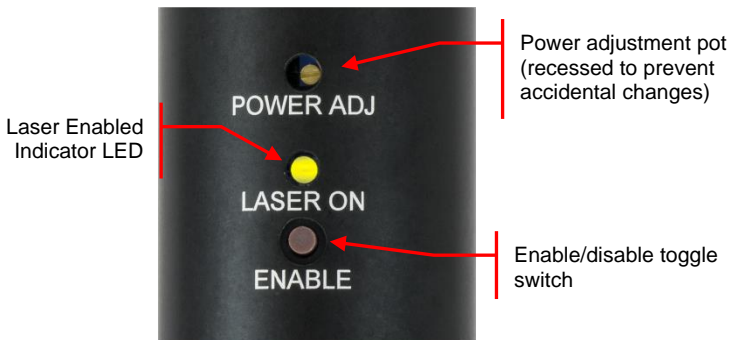 Power adjustment pot
(recessed to prevent
accidental changes)
POWER ADJ
Laser Enabled
Indicator LED
LASER ON
Enable/disable toggle
switch
ENABLE